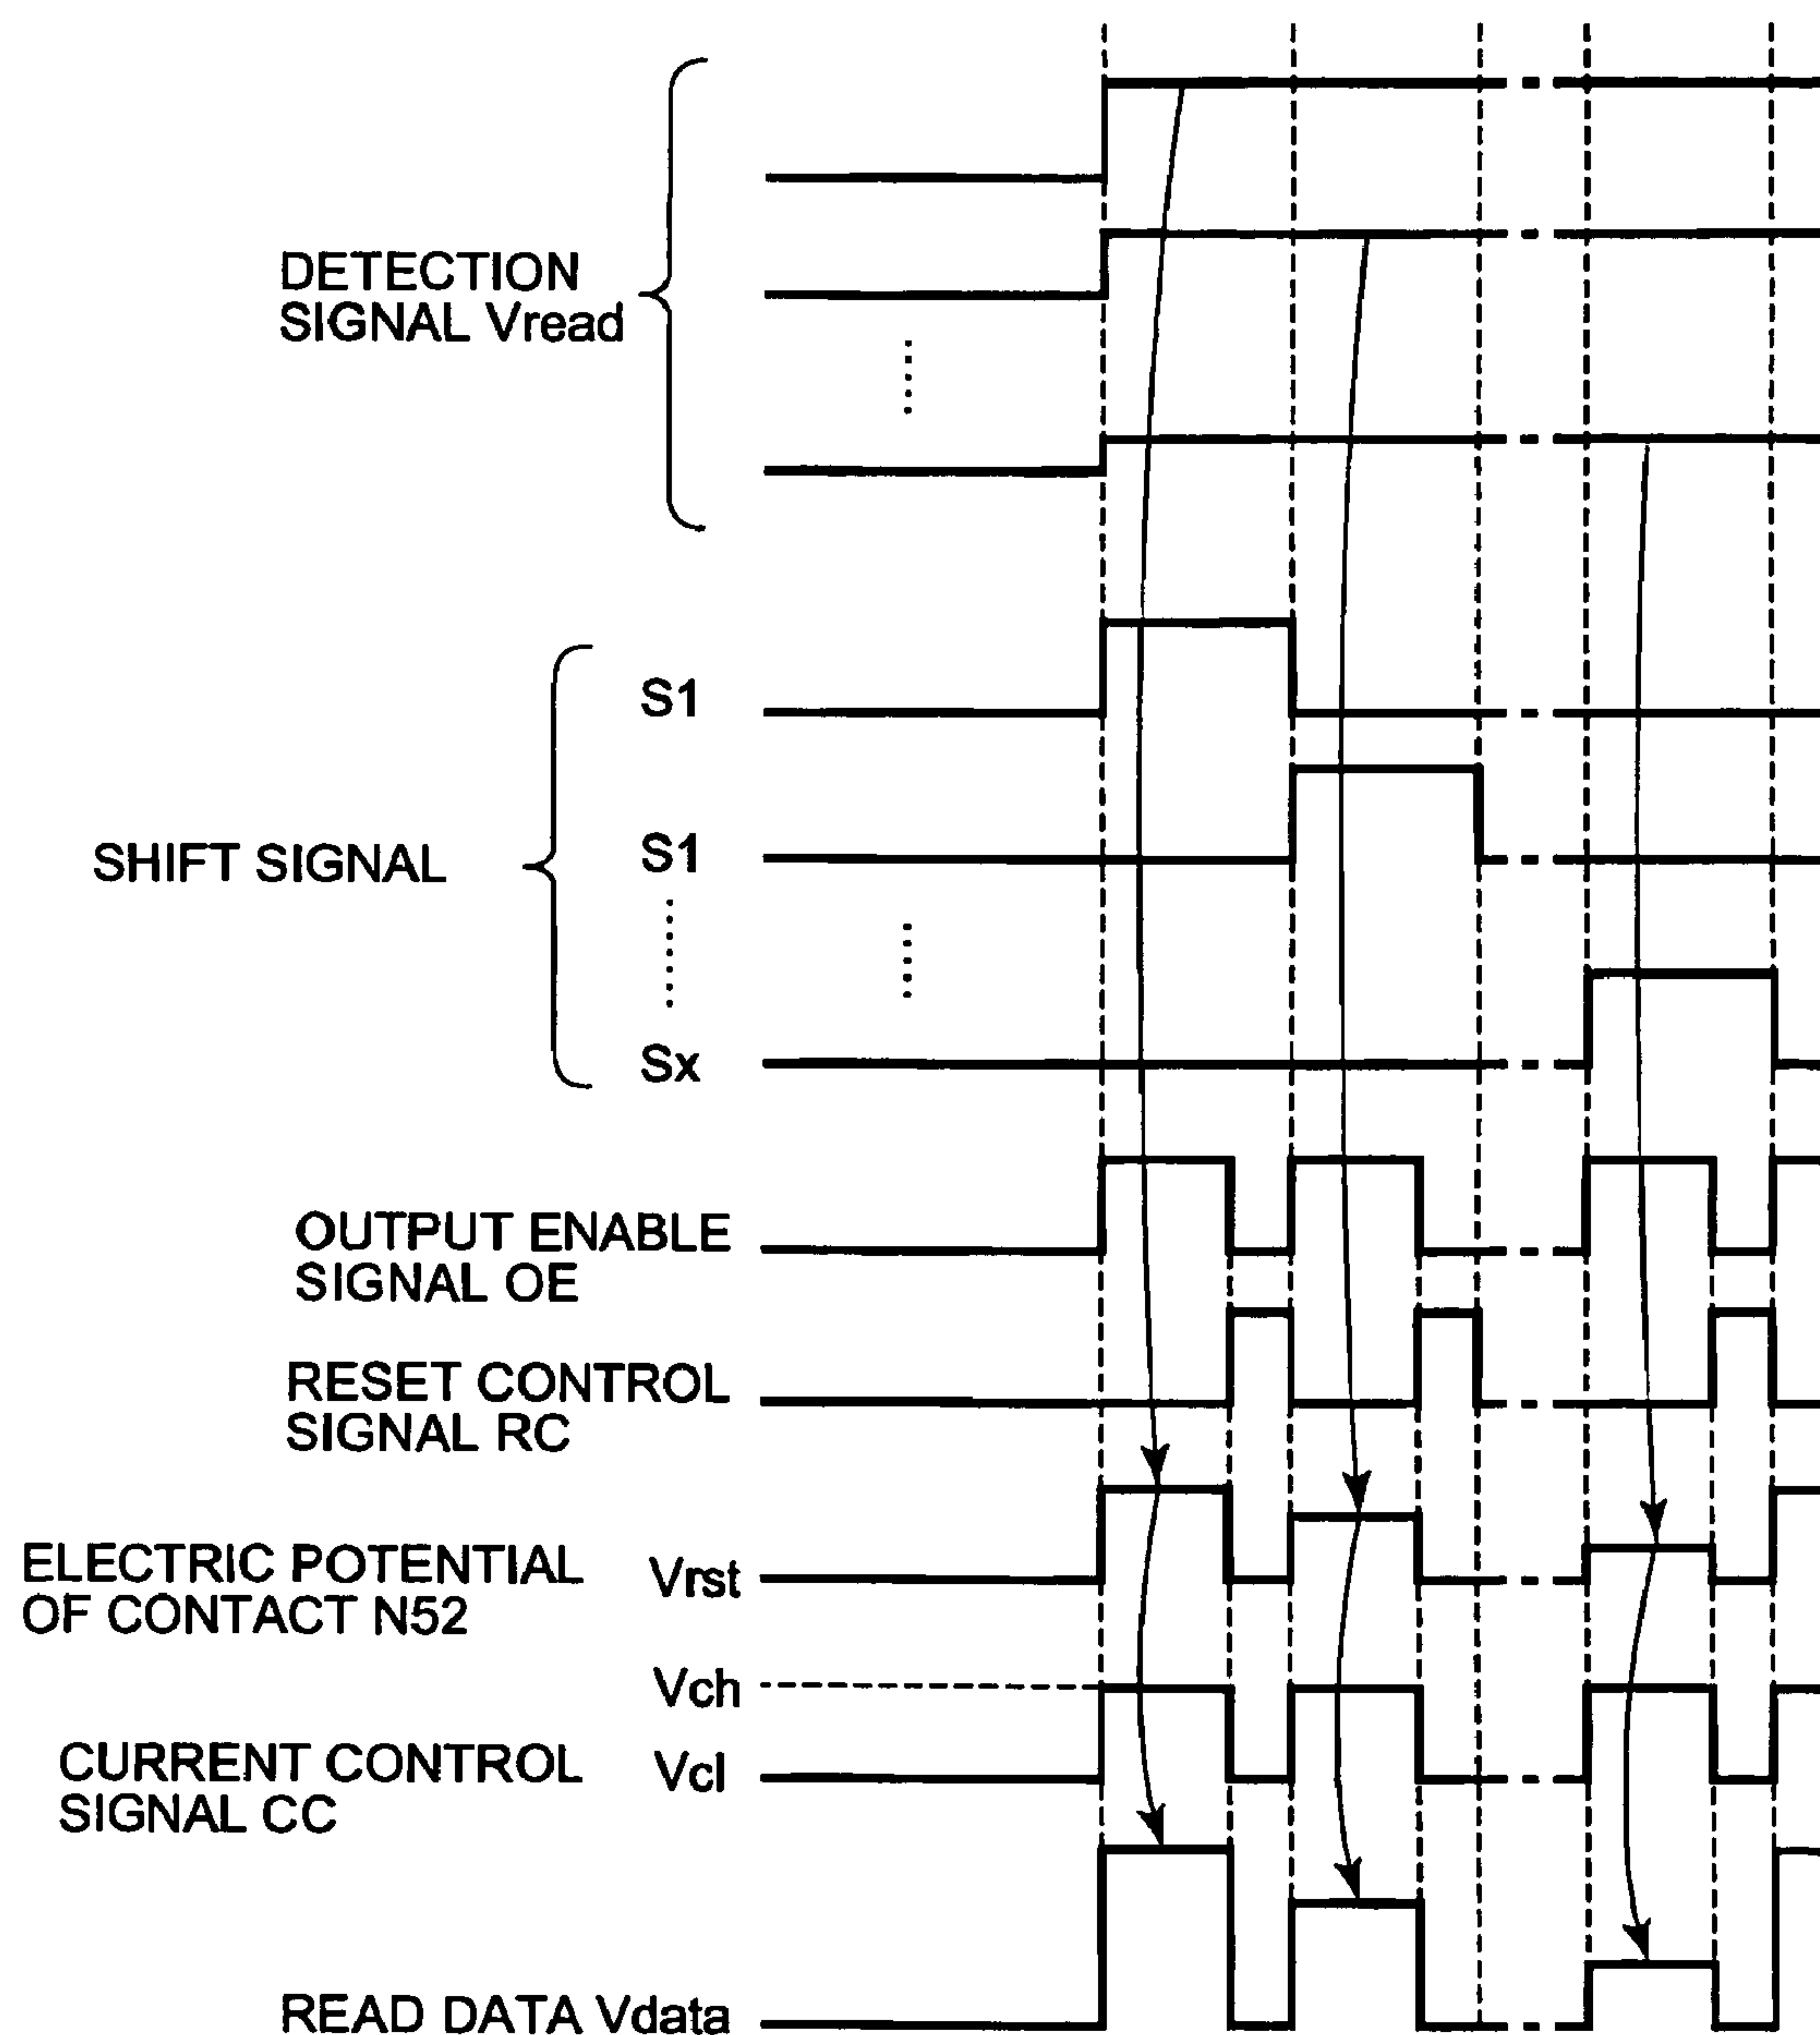 DETECTION
SIGNAL Vread
S1
SHIFT SIGNAL
S1
Sx
OUTPUT ENABLE
SIGNAL OE
RESET CONTROL
SIGNAL RC
ELECTRIC POTENTIAL
OF CONTACT N52
Vrst
Vch
CURRENT CONTROL
SIGNAL CC
Vcl
READ DATA Vdata